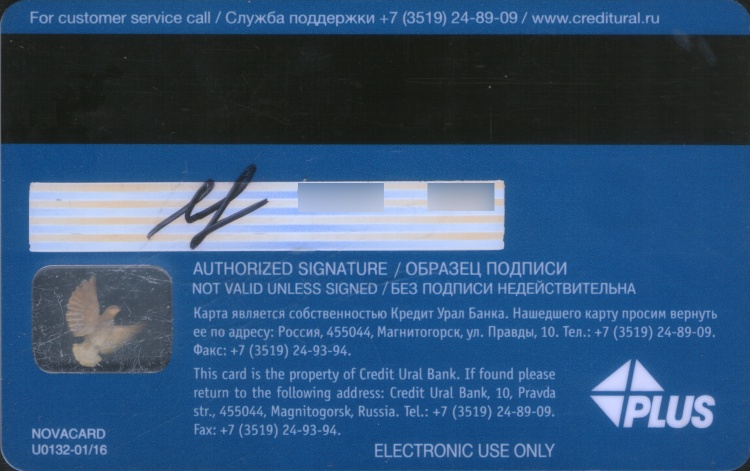 For customer service call / Служба поддержки +7 (3519) 24-89-09 / www.creditural.ru
AUTHORIZED SIGNATURE / ОБРАЗЕЦ ПОДПИСИ
NOT VALID UNLESS SIGNED / БЕЗ ПОДПИСИ НЕДЕЙСТВИТЕЛЬНА
Карта является собственностью Кредит Урал Банка. Нашедшего карту просим вернуть
ее по адресу: Россия, 455044, Магнитогорск, ул. Правды, 10. Тел.: +7 (3519) 24-89-09.
Факс: +7 (3519) 24-93-94.
This card is the property of Credit Ural Bank. If found please
return to the following address: Credit Ural Bank, 10, Pravda
str., 455044, Magnitogorsk, Russia. Tel.: +7 (3519) 24-89-09.
Fax: +7 (3519) 24-93-94.
PLUS
NOVACARD
U0132-01/16
ELECTRONIC USE ONLY